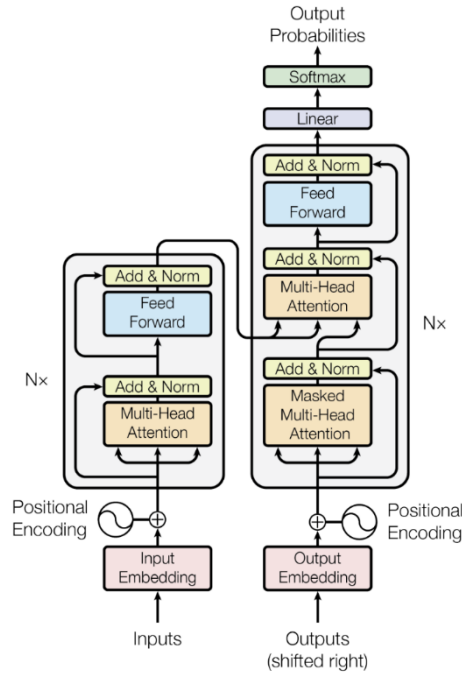 Output
Probabilities
Softmax
Linear
Add & Norm
Feed
Forward
Add & Norm
Multi-Head
Attention
Add & Norm
Masked
Multi-Head
Attention
Nx
Add & Norm
Feed
Forward
Nx
Add & Norm
Multi-Head
Attention
Positional
Encoding
Positional
Encoding
Input
Embedding
Output
Embedding
Inputs
Outputs
(shifted right)